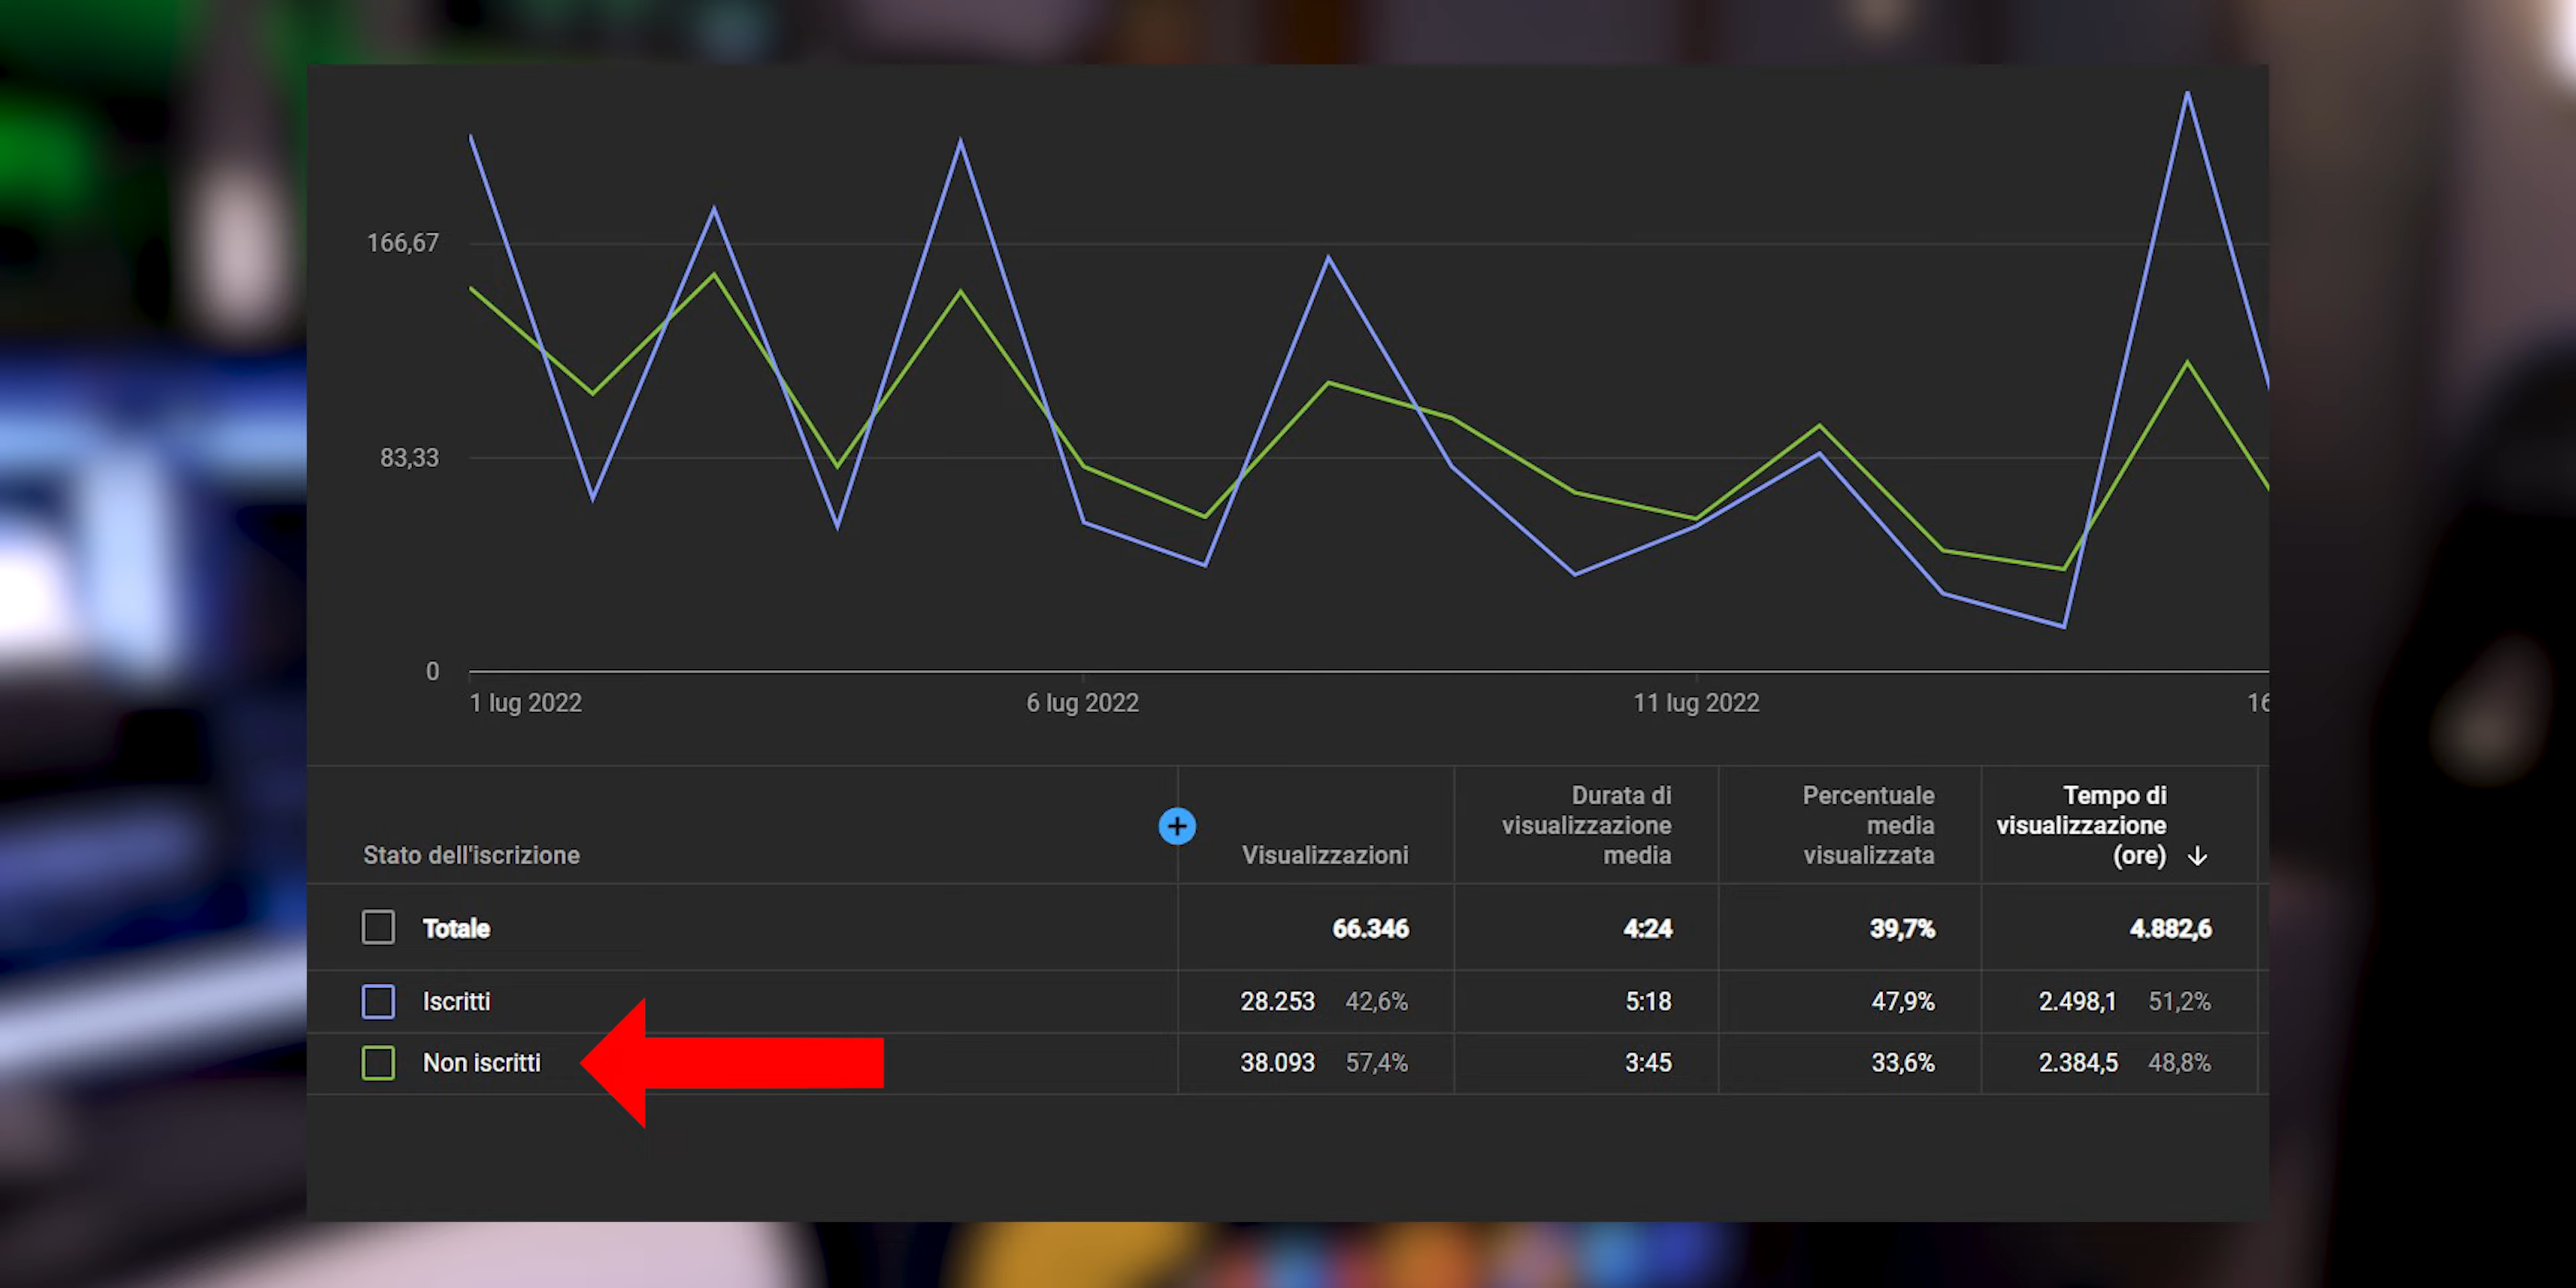 166,67
83,33
0
1 lug 2022
6 lug 2022
11 lug 2022
16
Stato dell'iscrizione
Visualizzazioni
Durata di
visualizzazione
media
Percentuale
media
visualizzata
Tempo di
visualizzazione
(ore)
Totale 66.346 4:24 39,7% 4.882,6
Iscritti 28.253 42,6% 5:18 47,9% 2.498,1 51,2%
Non iscritti 38.093 57,4% 3:45 33,6% 2.384,5 48,8%